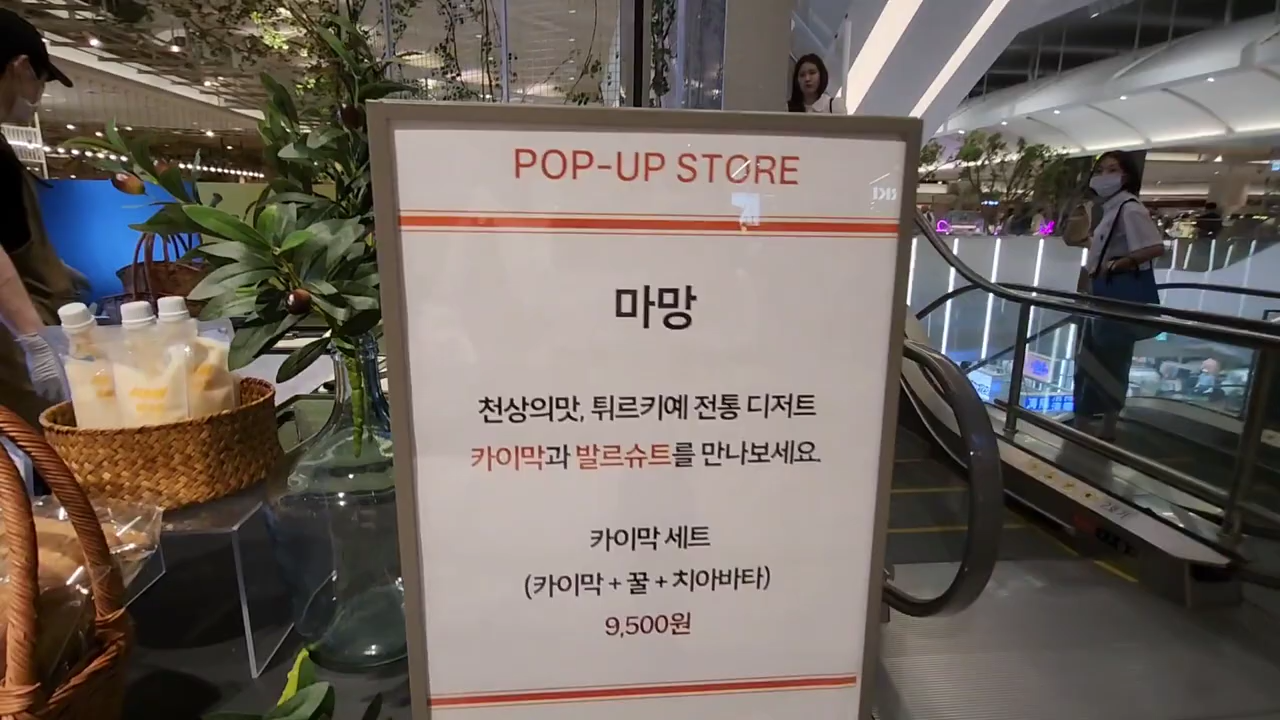 POP-UP STORE
마망
천상의맛, 튀르키예 전통 디저트
카이막과 발르슈트를 만나보세요.
카이막 세트
(카이막 + 꿀 + 치아바타)
9,500원